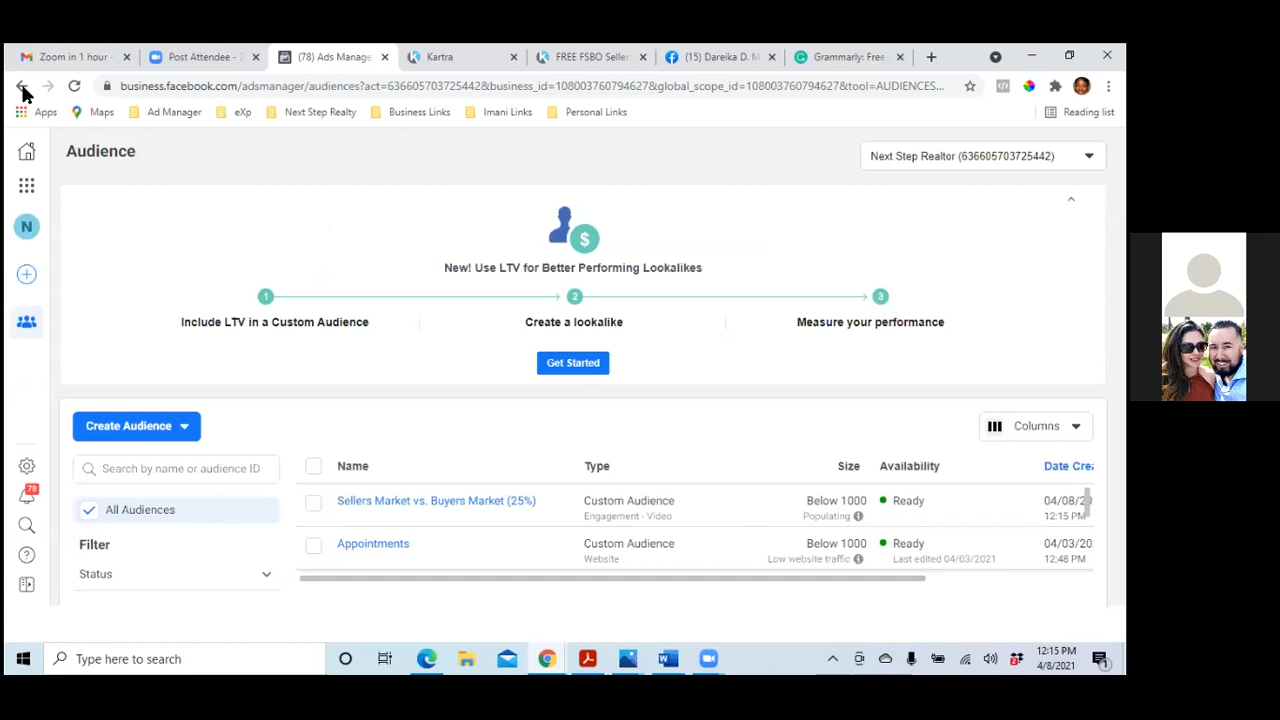 Zoom in 1 hour -
Post Attendee - 2
(78) Ads Manage
Kartra
FREE FSBO Seller
(15) Dareika D. M
Grammarly: Free
business.facebook.com/adsmanager/audiences?act=636605703725442&business_id=108003760794627&global_scope_id=108003760794627&tool=AUDIENCES...
Apps
Maps
Ad Manager
eXp
Next Step Realty
Business Links
Imani Links
Personal Links
Reading list
Audience
Next Step Realtor (636605703725442)
N
$
New! Use LTV for Better Performing Lookalikes
1
2
3
Include LTV in a Custom Audience
Create a lookalike
Measure your performance
Get Started
Create Audience
Columns
Search by name or audience ID
Name
Type
Size
Availability
Date Crea
All Audiences
Sellers Market vs. Buyers Market (25%)
Custom Audience
Engagement - Video
Below 1000
Populating
Ready
04/08/20
12:15 PM
Filter
Appointments
Custom Audience
Website
Below 1000
Low website traffic
Ready
Last edited 04/03/2021
04/03/20
12:48 PM
Status
78
Type here to search
12:15 PM
4/8/2021